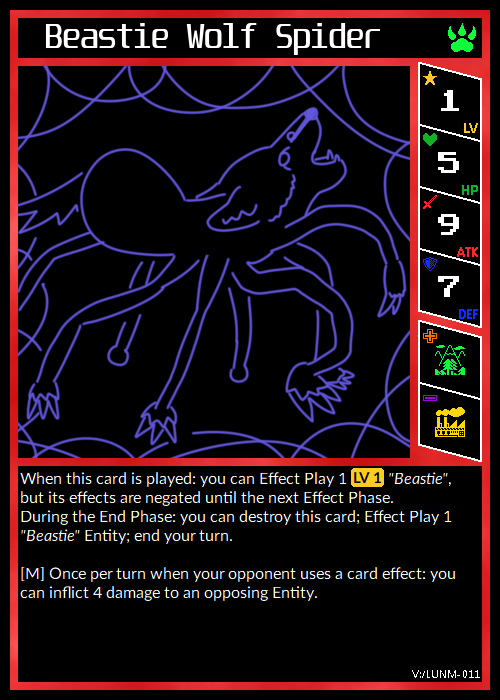 Beastie Wolf Spider
1
LV
5
HP
9
ATK
7
DEF
When this card is played: you can Effect Play 1 LV 1 "Beastie",
but its effects are negated until the next Effect Phase.
During the End Phase: you can destroy this card; Effect Play 1
"Beastie" Entity; end your turn.
[M] Once per turn when your opponent uses a card effect: you
can inflict 4 damage to an opposing Entity.
V:/LUNM-011